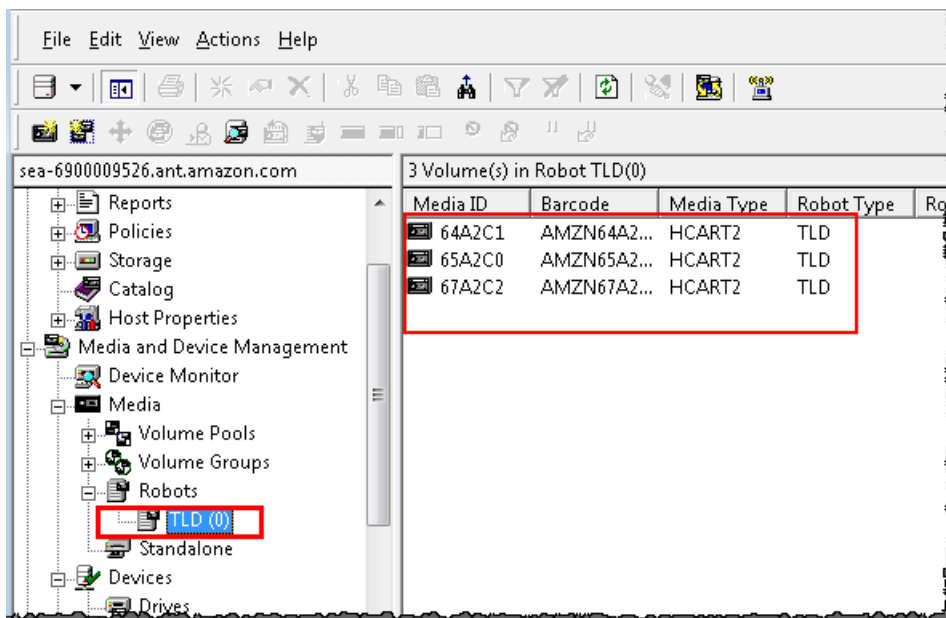 File Edit View Actions Help
sea-6900009526.ant.amazon.com
Reports
Policies
Storage
Catalog
Host Properties
Media and Device Management
Device Monitor
Media
Volume Pools
Volume Groups
Robots
TLD (0)
Standalone
Devices
Drives
3 Volume(s) in Robot TLD(0)
Media ID Barcode Media Type Robot Type Ro
64A2C1 AMZN64A2... HCART2 TLD
65A2C0 AMZN65A2... HCART2 TLD
67A2C2 AMZN67A2... HCART2 TLD